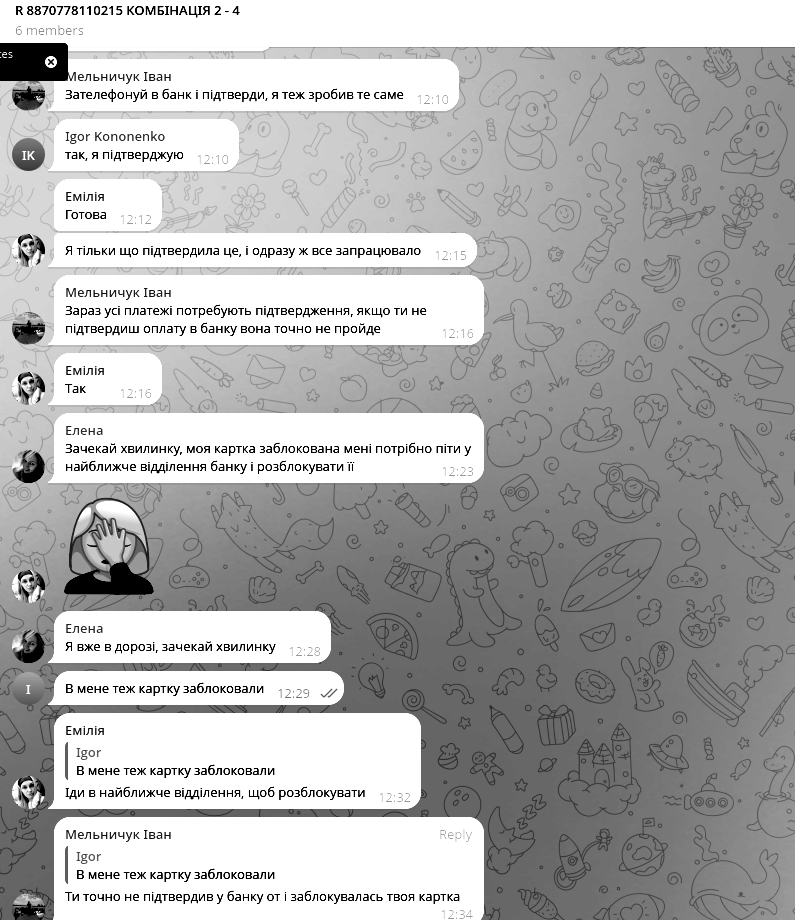 R 8870778110215 КОМБІНАЦІЯ 2 - 4
6 members
Мельничук Іван
Зателефонуй в банк і підтверди, я теж зробив те саме 12:10
Igor Kononenko
IK
так, я підтверджую 12:10
Емілія
Готова 12:12
Я тільки що підтвердила це, і одразу ж все запрацювало 12:15
Мельничук Іван
Зараз усі платежі потребують підтвердження, якщо ти не
підтвердиш оплату в банку вона точно не пройде 12:16
Емілія
Так 12:16
Елена
Зачекай хвилинку, моя картка заблокована мені потрібно піти у
найближче відділення банку і розблокувати її 12:23
Елена
Я вже в дорозі, зачекай хвилинку 12:28
I
В мене теж картку заблоковали 12:29
Емілія
Igor
В мене теж картку заблоковали
Іди в найближче відділення, щоб розблокувати 12:32
Мельничук Іван Reply
Igor
В мене теж картку заблоковали
Ти точно не підтвердив у банку от і заблокувалась твоя картка
12:34